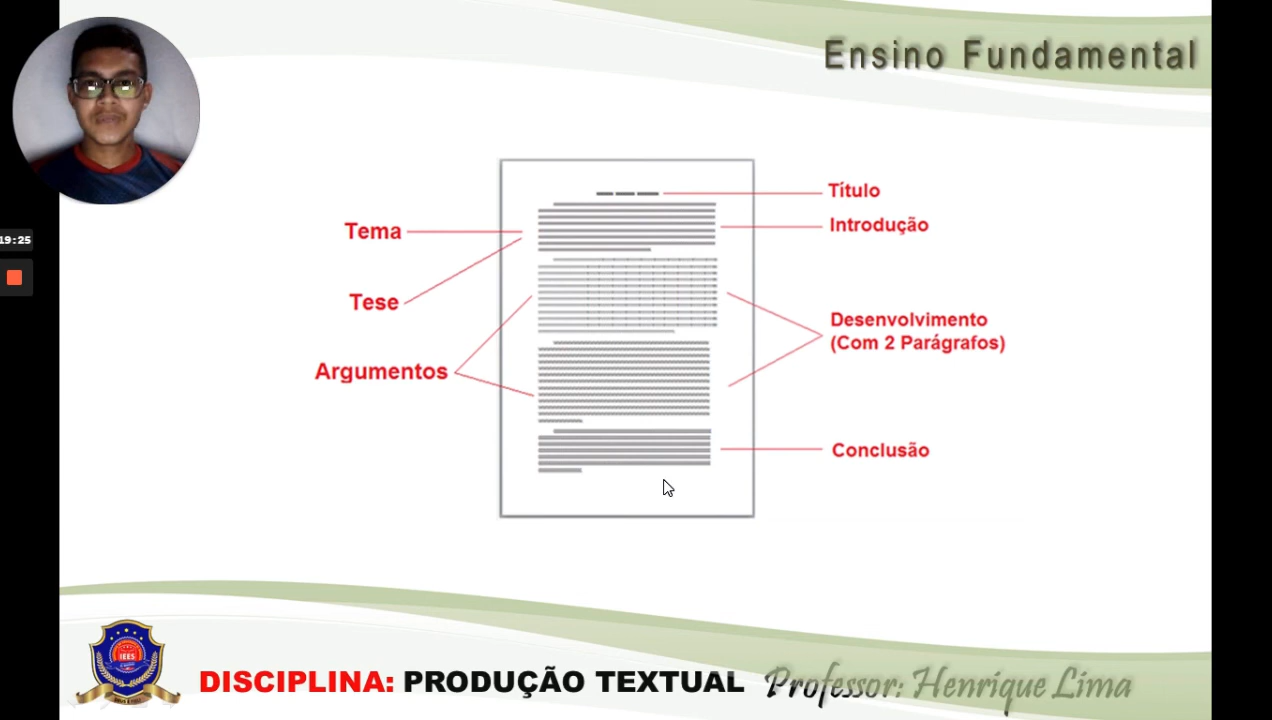 Ensino Fundamental
Título
Introdução
Tema
Tese
Desenvolvimento
(Com 2 Parágrafos)
Argumentos
Conclusão
19:25
IEES
DISCIPLINA: PRODUÇÃO TEXTUAL
Professor: Henrique Lima